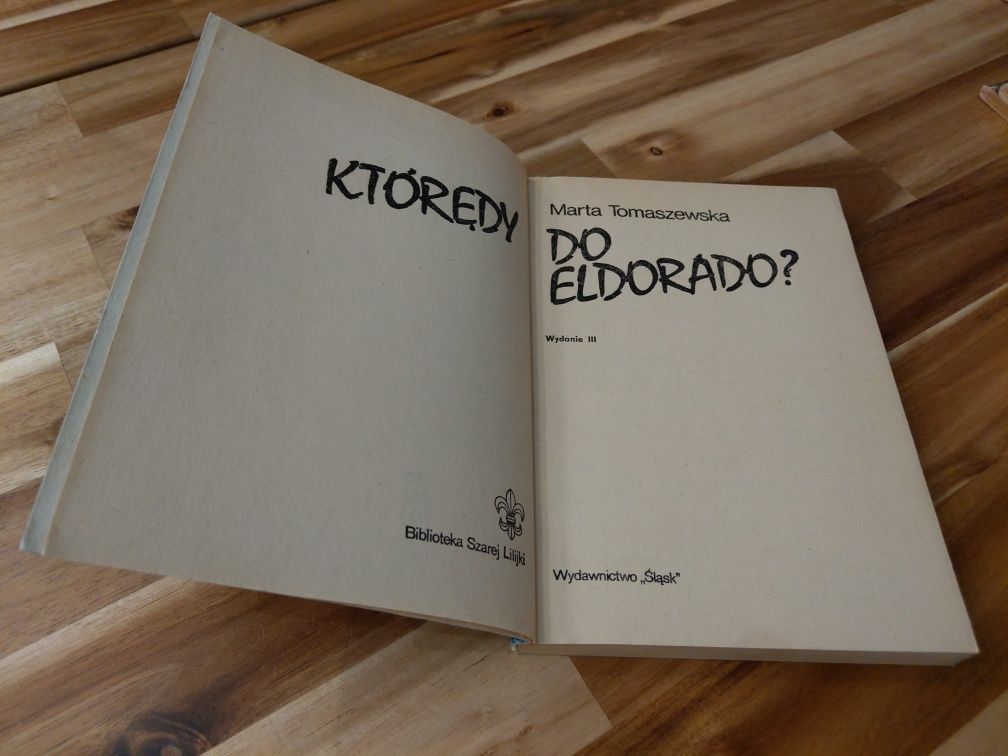 KTÓRĘDY
Biblioteka Szarej Lilijki
Marta Tomaszewska
DO
ELDORADO?
Wydanie III
Wydawnictwo „Śląsk”